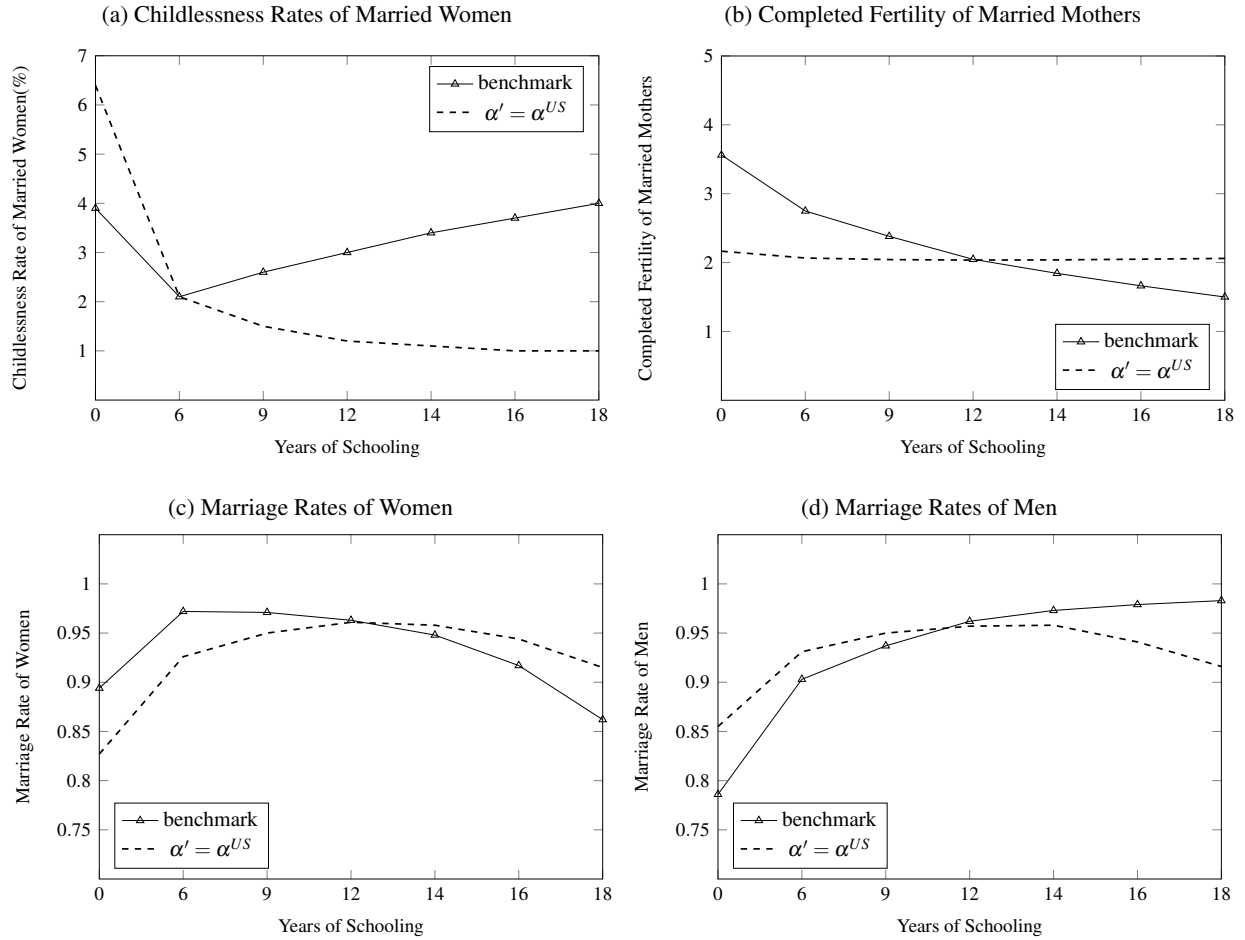 (a) Childlessness Rates of Married Women
7
6
5
4
3
2
1
0 6 9 12 14 16 18
Childlessness Rate of Married Women(%)
Years of Schooling
benchmark
α′ = α^US
(b) Completed Fertility of Married Mothers
5
4
3
2
1
0 6 9 12 14 16 18
Completed Fertility of Married Mothers
Years of Schooling
benchmark
α′ = α^US
(c) Marriage Rates of Women
1
0.95
0.9
0.85
0.8
0.75
0 6 9 12 14 16 18
Marriage Rate of Women
Years of Schooling
benchmark
α′ = α^US
(d) Marriage Rates of Men
1
0.95
0.9
0.85
0.8
0.75
0 6 9 12 14 16 18
Marriage Rate of Men
Years of Schooling
benchmark
α′ = α^US